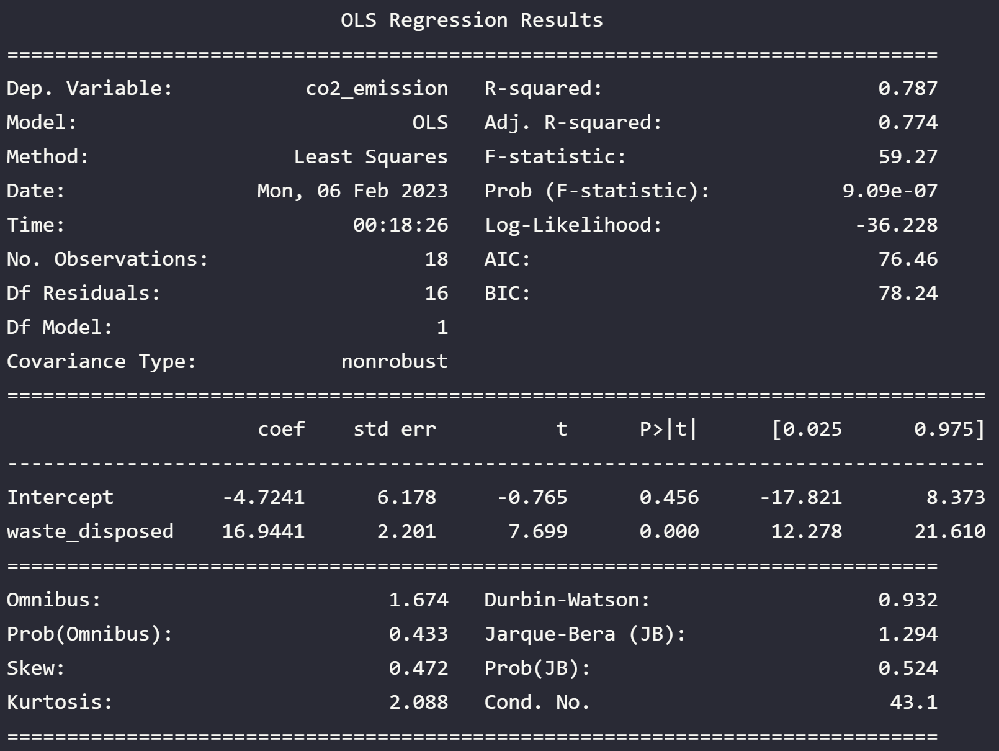 OLS Regression Results
==============================================================================
Dep. Variable: co2_emission R-squared: 0.787
Model: OLS Adj. R-squared: 0.774
Method: Least Squares F-statistic: 59.27
Date: Mon, 06 Feb 2023 Prob (F-statistic): 9.09e-07
Time: 00:18:26 Log-Likelihood: -36.228
No. Observations: 18 AIC: 76.46
Df Residuals: 16 BIC: 78.24
Df Model: 1
Covariance Type: nonrobust
==================================================================================
coef std err t P>|t| [0.025 0.975]
----------------------------------------------------------------------------------
Intercept -4.7241 6.178 -0.765 0.456 -17.821 8.373
waste_disposed 16.9441 2.201 7.699 0.000 12.278 21.610
==============================================================================
Omnibus: 1.674 Durbin-Watson: 0.932
Prob(Omnibus): 0.433 Jarque-Bera (JB): 1.294
Skew: 0.472 Prob(JB): 0.524
Kurtosis: 2.088 Cond. No. 43.1
==============================================================================